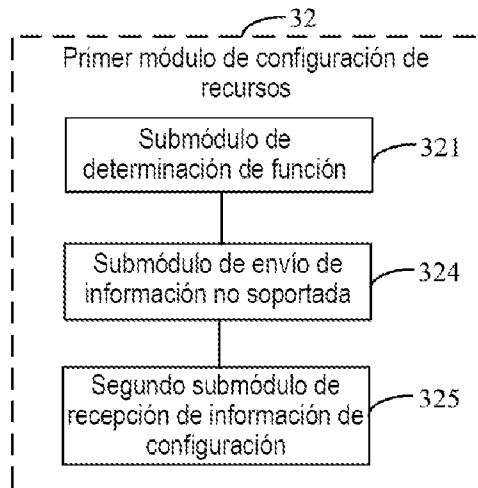 32
Primer módulo de configuración de
recursos
Submódulo de
determinación de función
321
Submódulo de envío de
información no soportada
324
Segundo submódulo de
recepción de información de
configuración
325